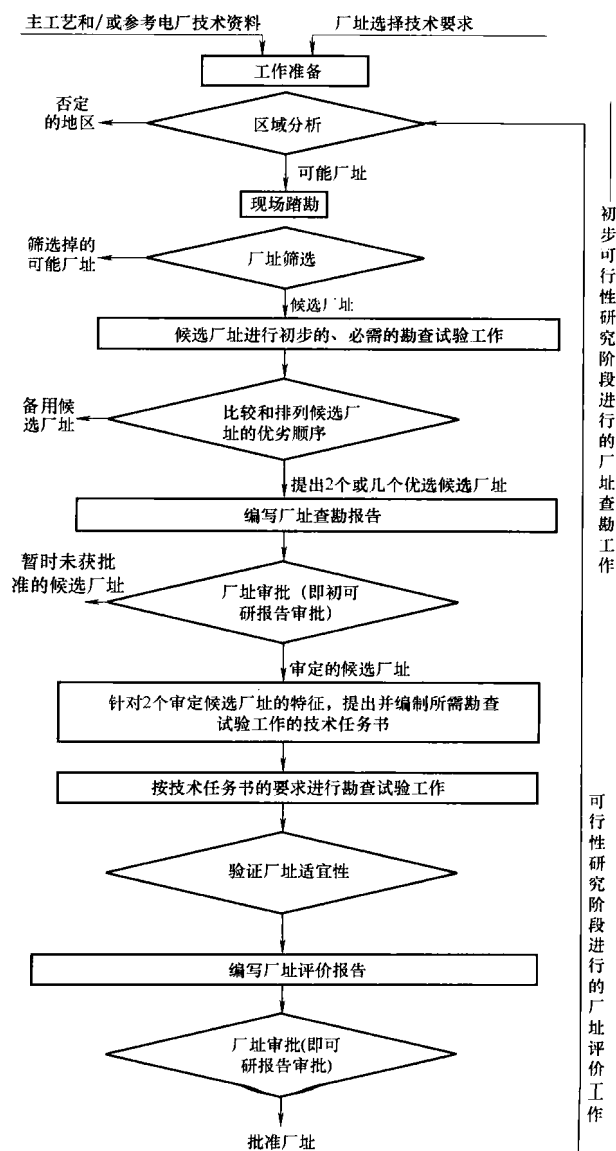 主工艺和/或参考电厂技术资料
厂址选择技术要求
工作准备
否定
的地区
区域分析
可能厂址
现场踏勘
筛选掉的
可能厂址
厂址筛选
候选厂址
候选厂址进行初步的、必需的勘查试验工作
备用候
选厂址
比较和排列候选厂
址的优劣顺序
提出2个或几个优选候选厂址
编写厂址查勘报告
暂时未获批
准的候选厂址
厂址审批（即初可
研报告审批）
审定的候选厂址
针对2个审定候选厂址的特征，提出并编制所需勘查
试验工作的技术任务书
按技术任务书的要求进行勘查试验工作
验证厂址适宜性
编写厂址评价报告
厂址审批(即可
研报告审批)
批准厂址
初步可行性研究阶段进行的厂址查勘工作
可行性研究阶段进行的厂址评价工作